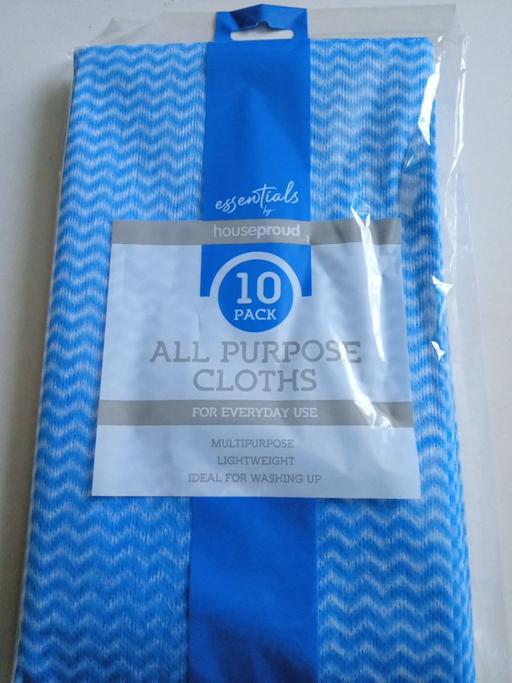 essentials
by
houseproud
10
PACK
ALL PURPOSE
CLOTHS
FOR EVERYDAY USE
MULTIPURPOSE
LIGHTWEIGHT
IDEAL FOR WASHING UP